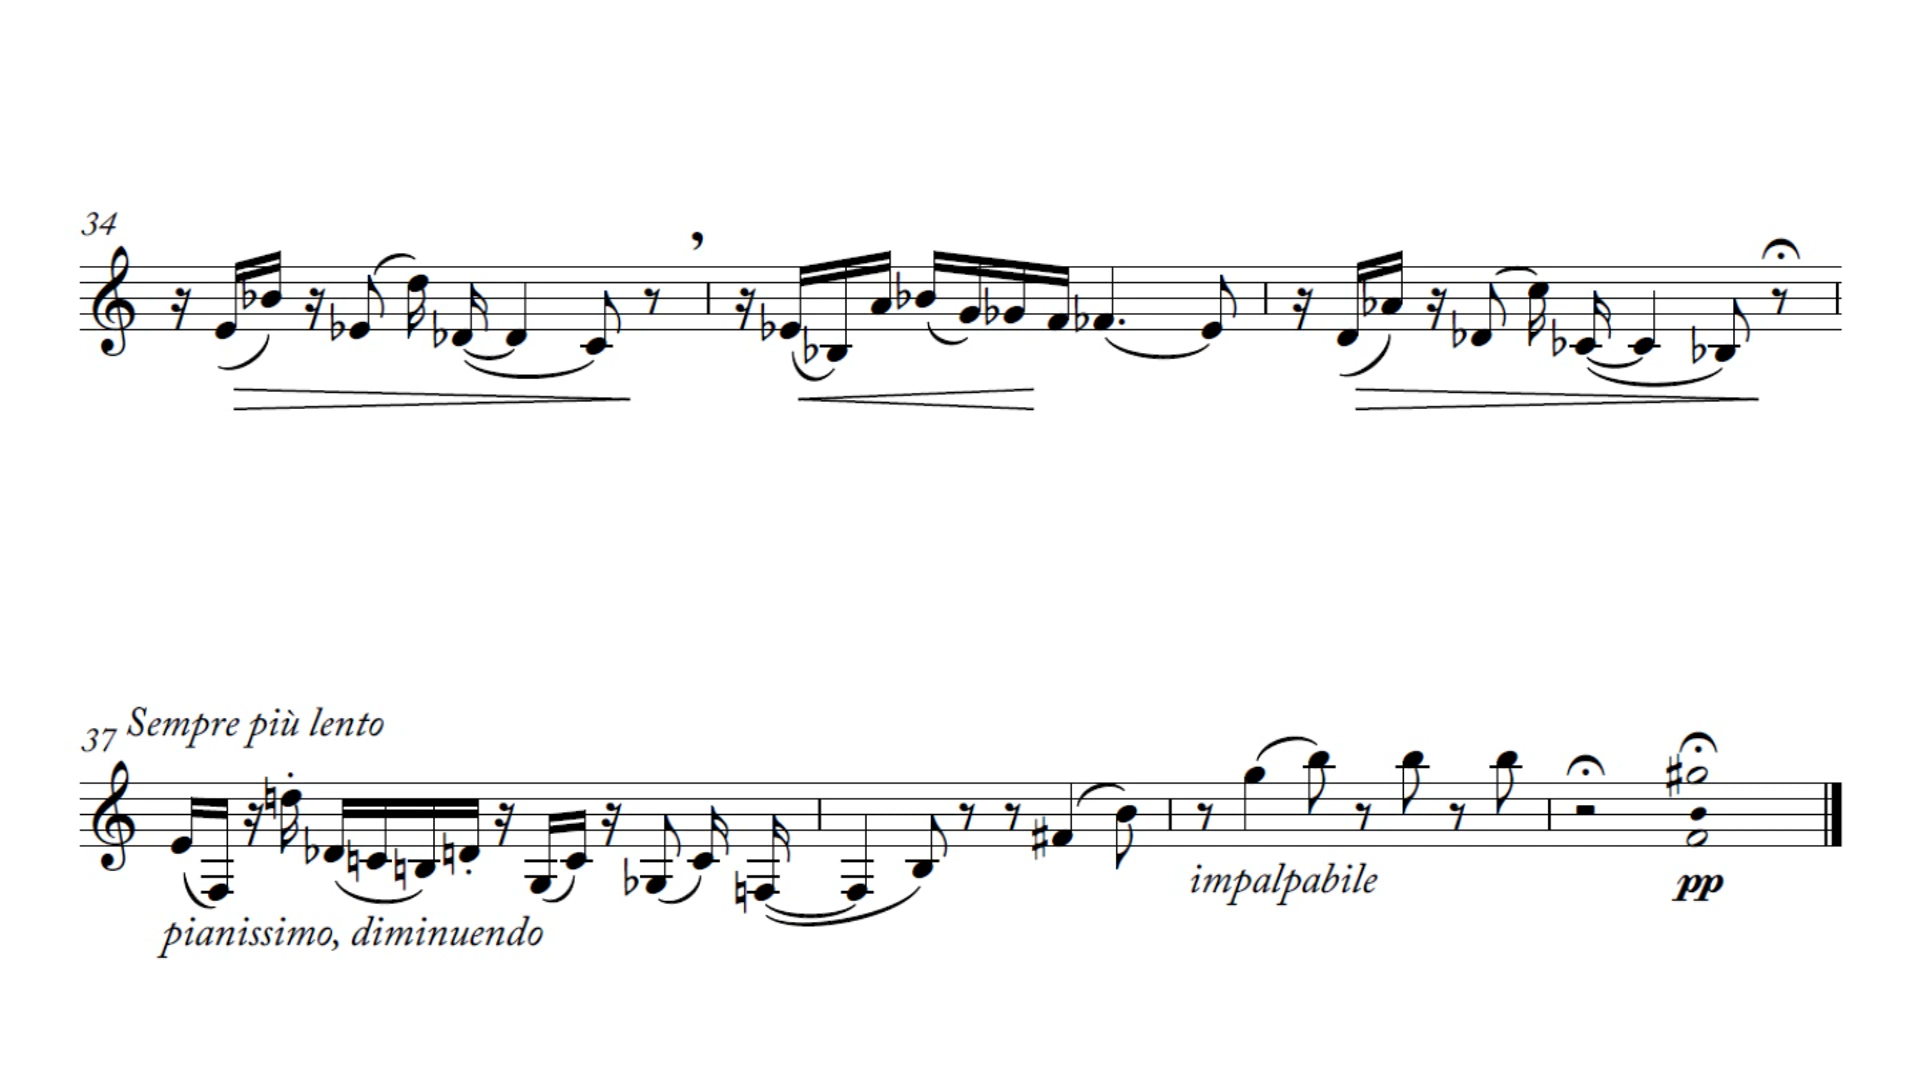 34
37 Sempre più lento
pianissimo, diminuendo
impalpabile
pp